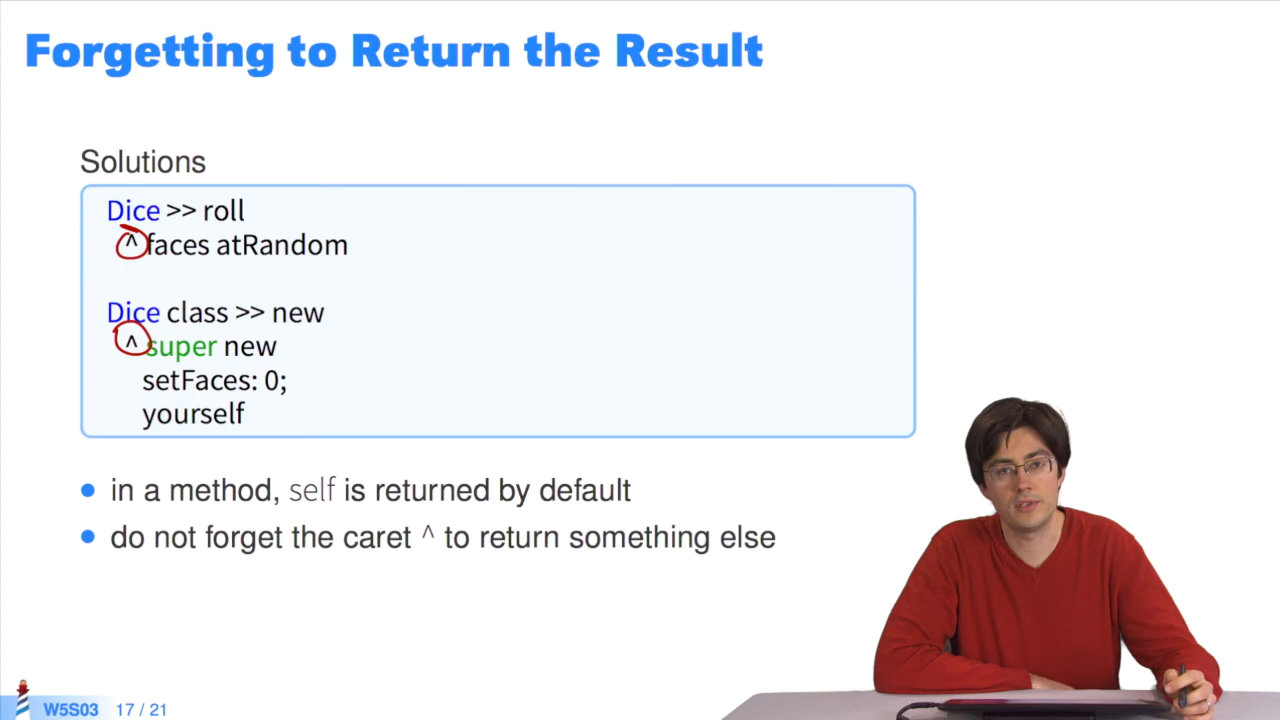 Forgetting to Return the Result
Solutions
Dice >> roll
^ faces atRandom
Dice class >> new
^ super new
setFaces: 0;
yourself
in a method, self is returned by default
do not forget the caret ^ to return something else
W5S03 17 / 21